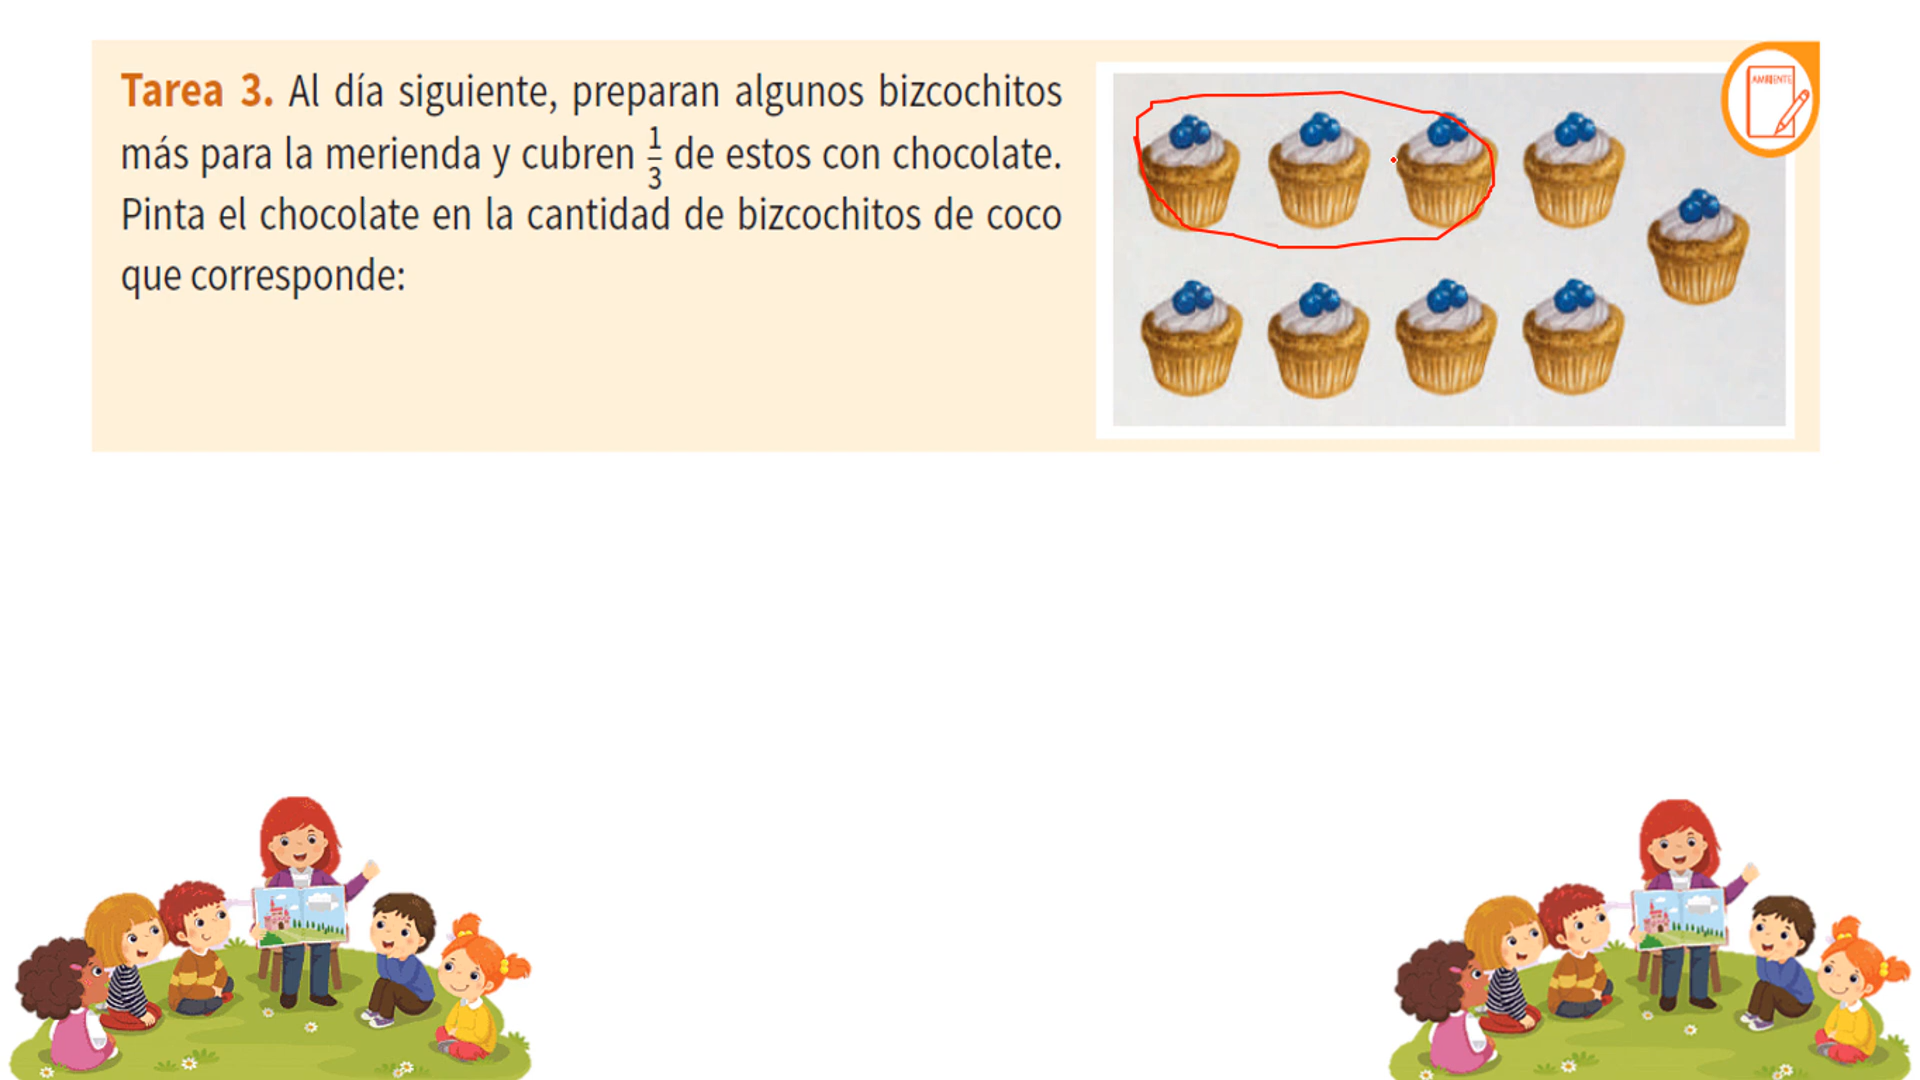 Tarea 3. Al día siguiente, preparan algunos bizcochitos
más para la merienda y cubren 1/3 de estos con chocolate.
Pinta el chocolate en la cantidad de bizcochitos de coco
que corresponde:
AMBIENTE